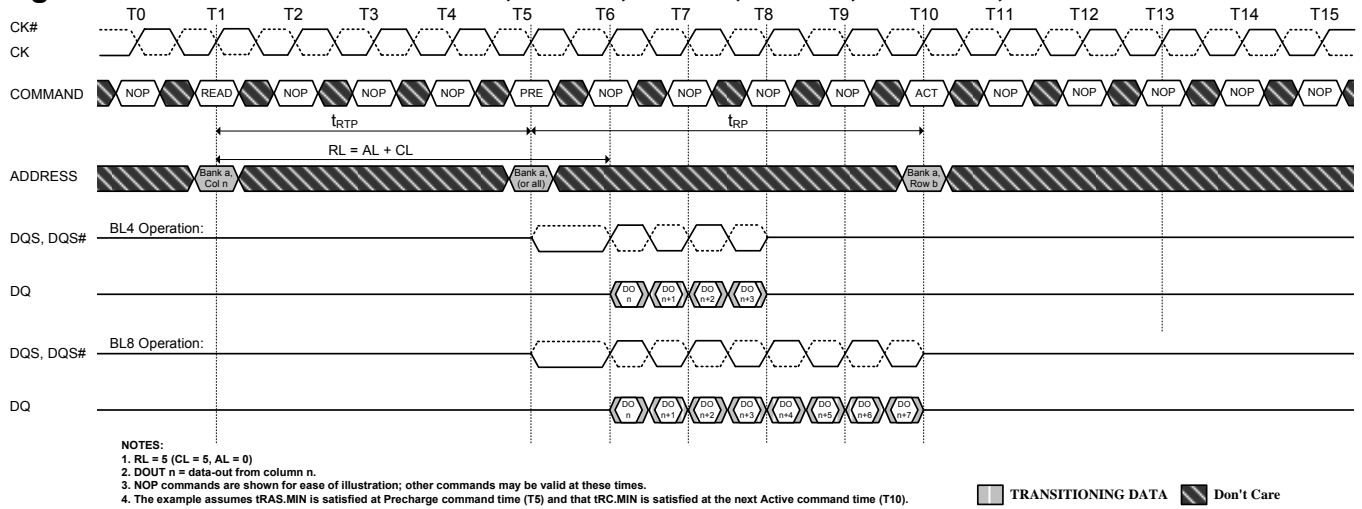 T0 T1 T2 T3 T4 T5 T6 T7 T8 T9 T10 T11 T12 T13 T14 T15
CK#
CK
COMMAND NOP READ NOP NOP NOP PRE NOP NOP NOP NOP ACT NOP NOP NOP NOP NOP
tRTP tRP
RL = AL + CL
ADDRESS Bank a, Col n Bank a, (or all) Bank a, Row b
BL4 Operation:
DQS, DQS#
DQ DO n DO n+1 DO n+2 DO n+3
BL8 Operation:
DQS, DQS#
DQ DO n DO n+1 DO n+2 DO n+3 DO n+4 DO n+5 DO n+6 DO n+7
NOTES:
1. RL = 5 (CL = 5, AL = 0)
2. DOUT n = data-out from column n.
3. NOP commands are shown for ease of illustration; other commands may be valid at these times.
4. The example assumes tRAS.MIN is satisfied at Precharge command time (T5) and that tRC.MIN is satisfied at the next Active command time (T10).
TRANSITIONING DATA Don't Care